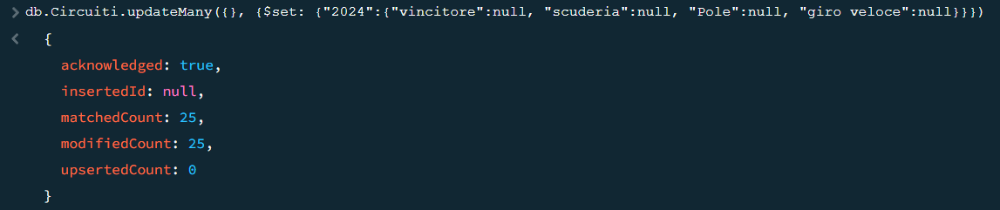 > db.Circuiti.updateMany({}, {$set: {"2024":{"vincitore":null, "scuderia":null, "Pole":null, "giro veloce":null}}})
< {
acknowledged: true,
insertedId: null,
matchedCount: 25,
modifiedCount: 25,
upsertedCount: 0
}